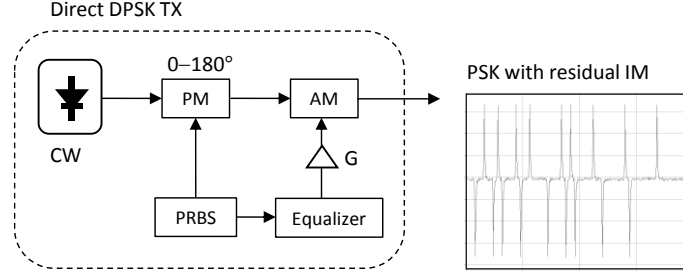 Direct DPSK TX
0–180°
PSK with residual IM
PM
AM
CW
G
PRBS
Equalizer